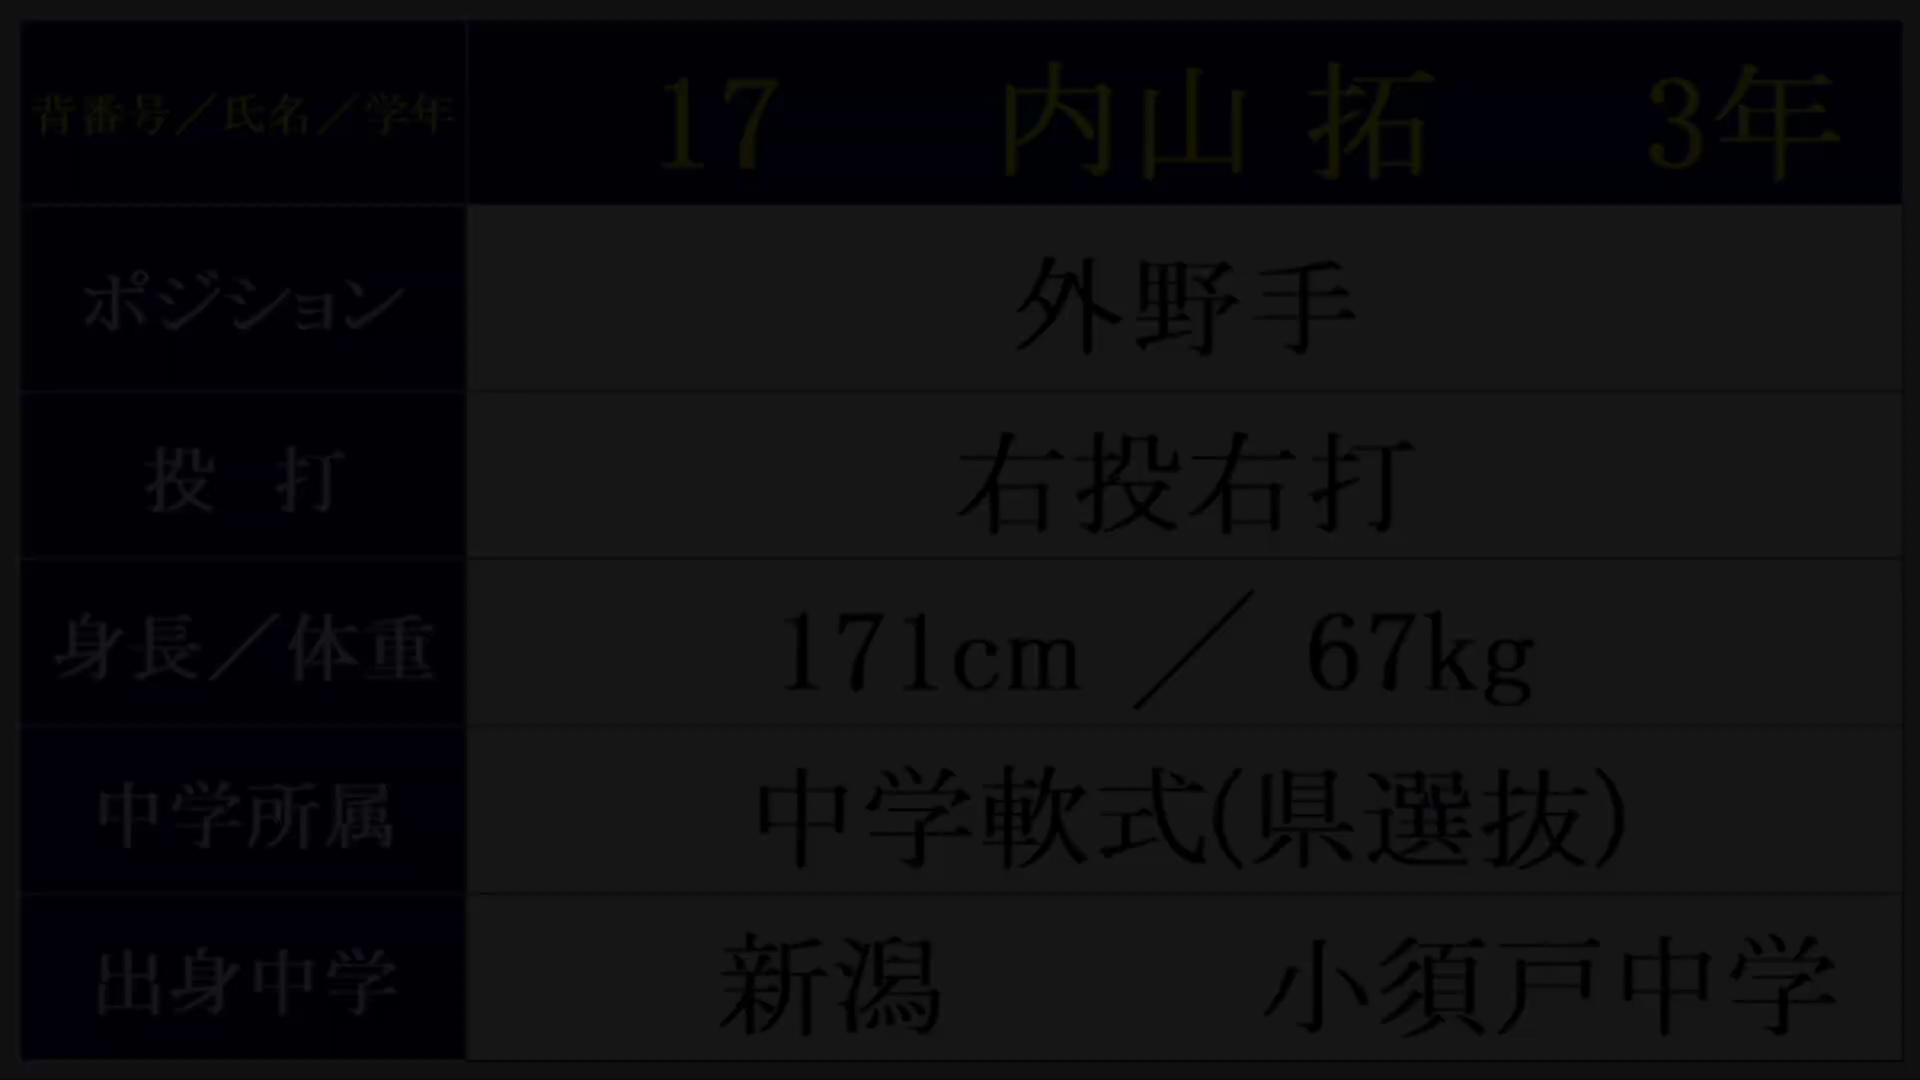 背番号／氏名／学年 17 内山 拓 3年
ポジション 外野手
投 打 右投右打
身長／体重 171cm ／ 67kg
中学所属 中学軟式(県選抜)
出身中学 新潟 小須戸中学